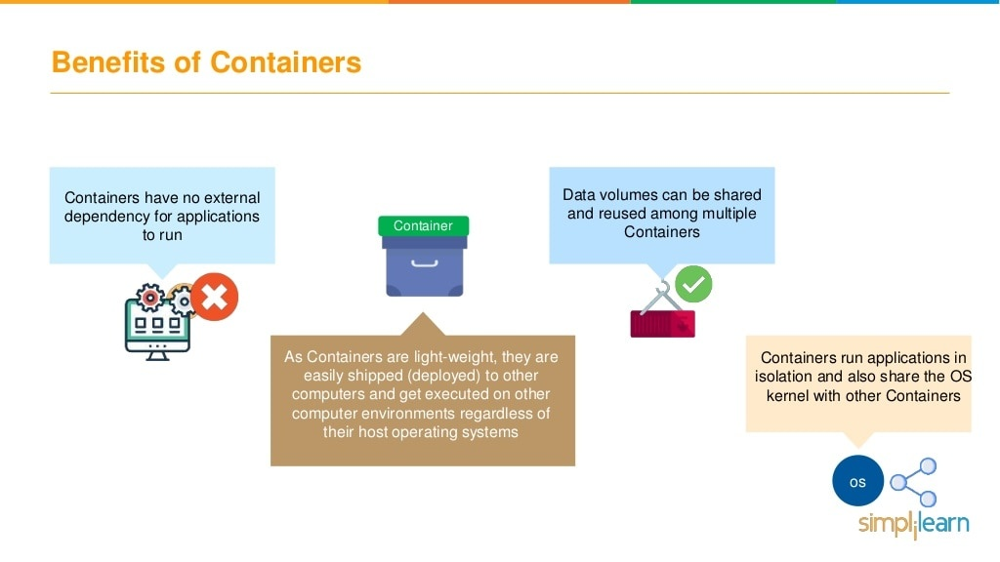 Benefits of Containers
Containers have no external
dependency for applications
to run
Container
Data volumes can be shared
and reused among multiple
Containers
As Containers are light-weight, they are
easily shipped (deployed) to other
computers and get executed on other
computer environments regardless of
their host operating systems
Containers run applications in
isolation and also share the OS
kernel with other Containers
os
simplilearn